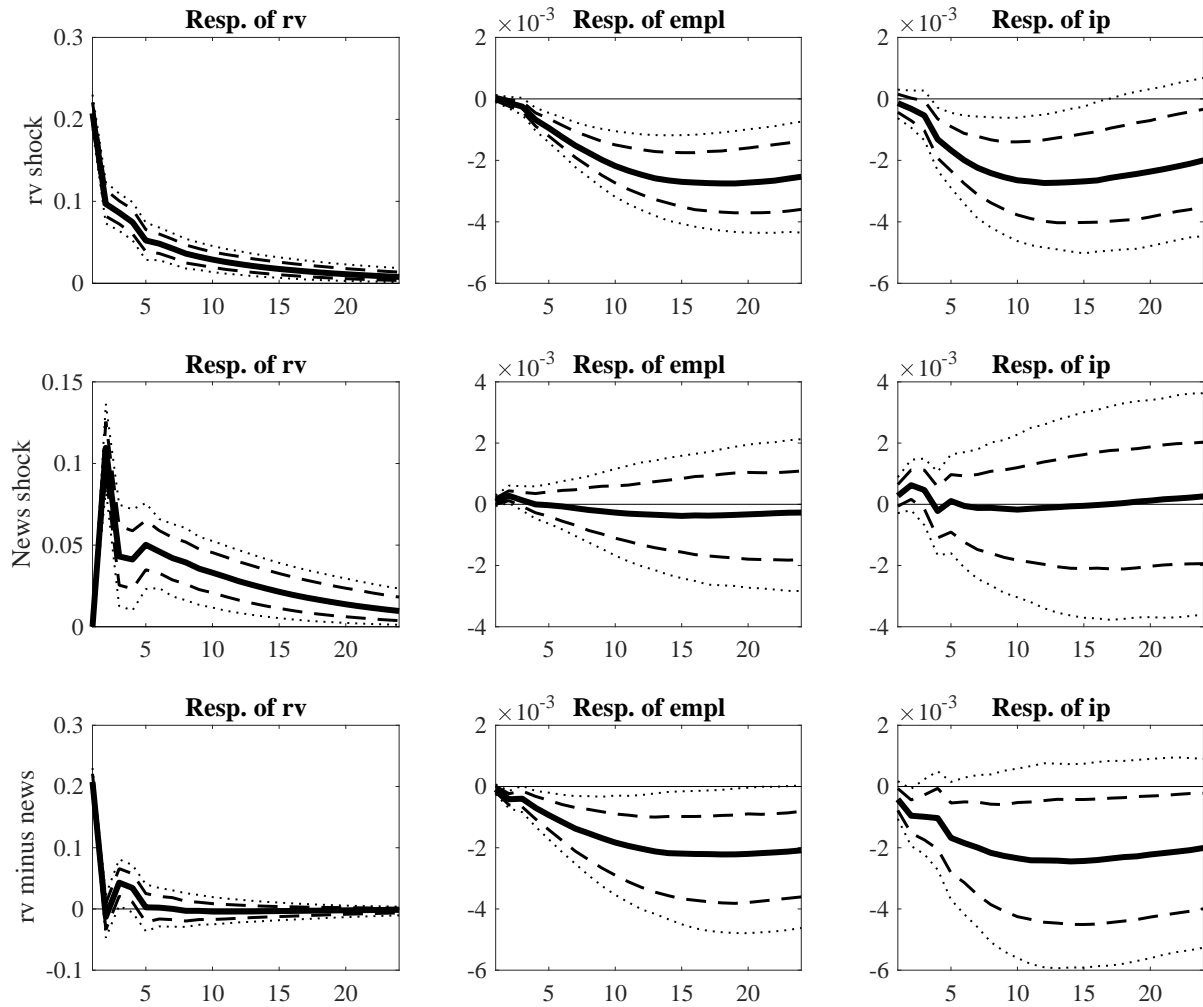 Resp. of rv
Resp. of empl
Resp. of ip
rv shock
0.3
0.2
0.1
0
5 10 15 20
×10-3
2
0
-2
-4
-6
5 10 15 20
×10-3
2
0
-2
-4
-6
5 10 15 20
Resp. of rv
Resp. of empl
Resp. of ip
News shock
0.15
0.1
0.05
0
5 10 15 20
×10-3
4
2
0
-2
-4
5 10 15 20
×10-3
4
2
0
-2
-4
5 10 15 20
Resp. of rv
Resp. of empl
Resp. of ip
rv minus news
0.3
0.2
0.1
0
-0.1
5 10 15 20
×10-3
2
0
-2
-4
-6
5 10 15 20
×10-3
2
0
-2
-4
-6
5 10 15 20